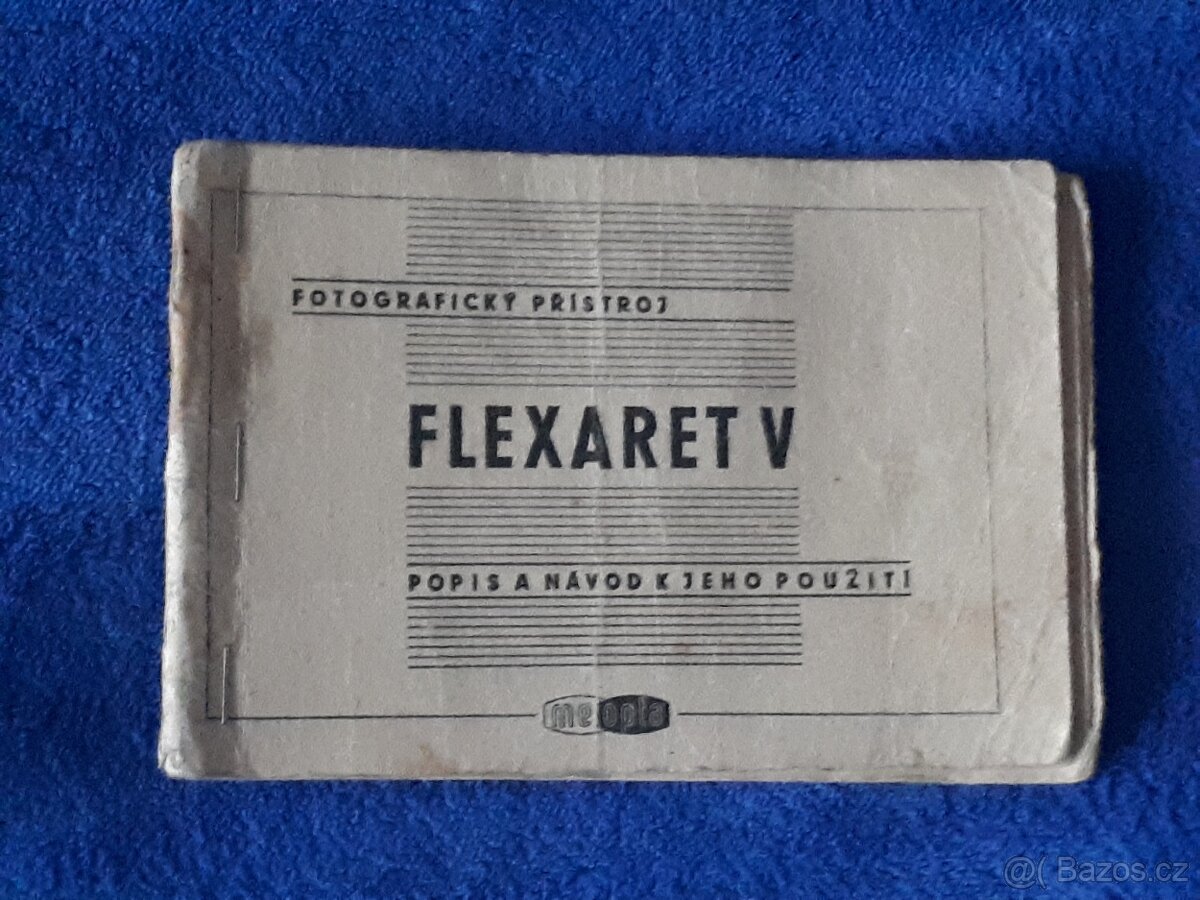 FOTOGRAFICKÝ PŘÍSTROJ
FLEXARET V
POPIS A NÁVOD K JEHO POUŽITÍ
meopta
@( Bazos.cz